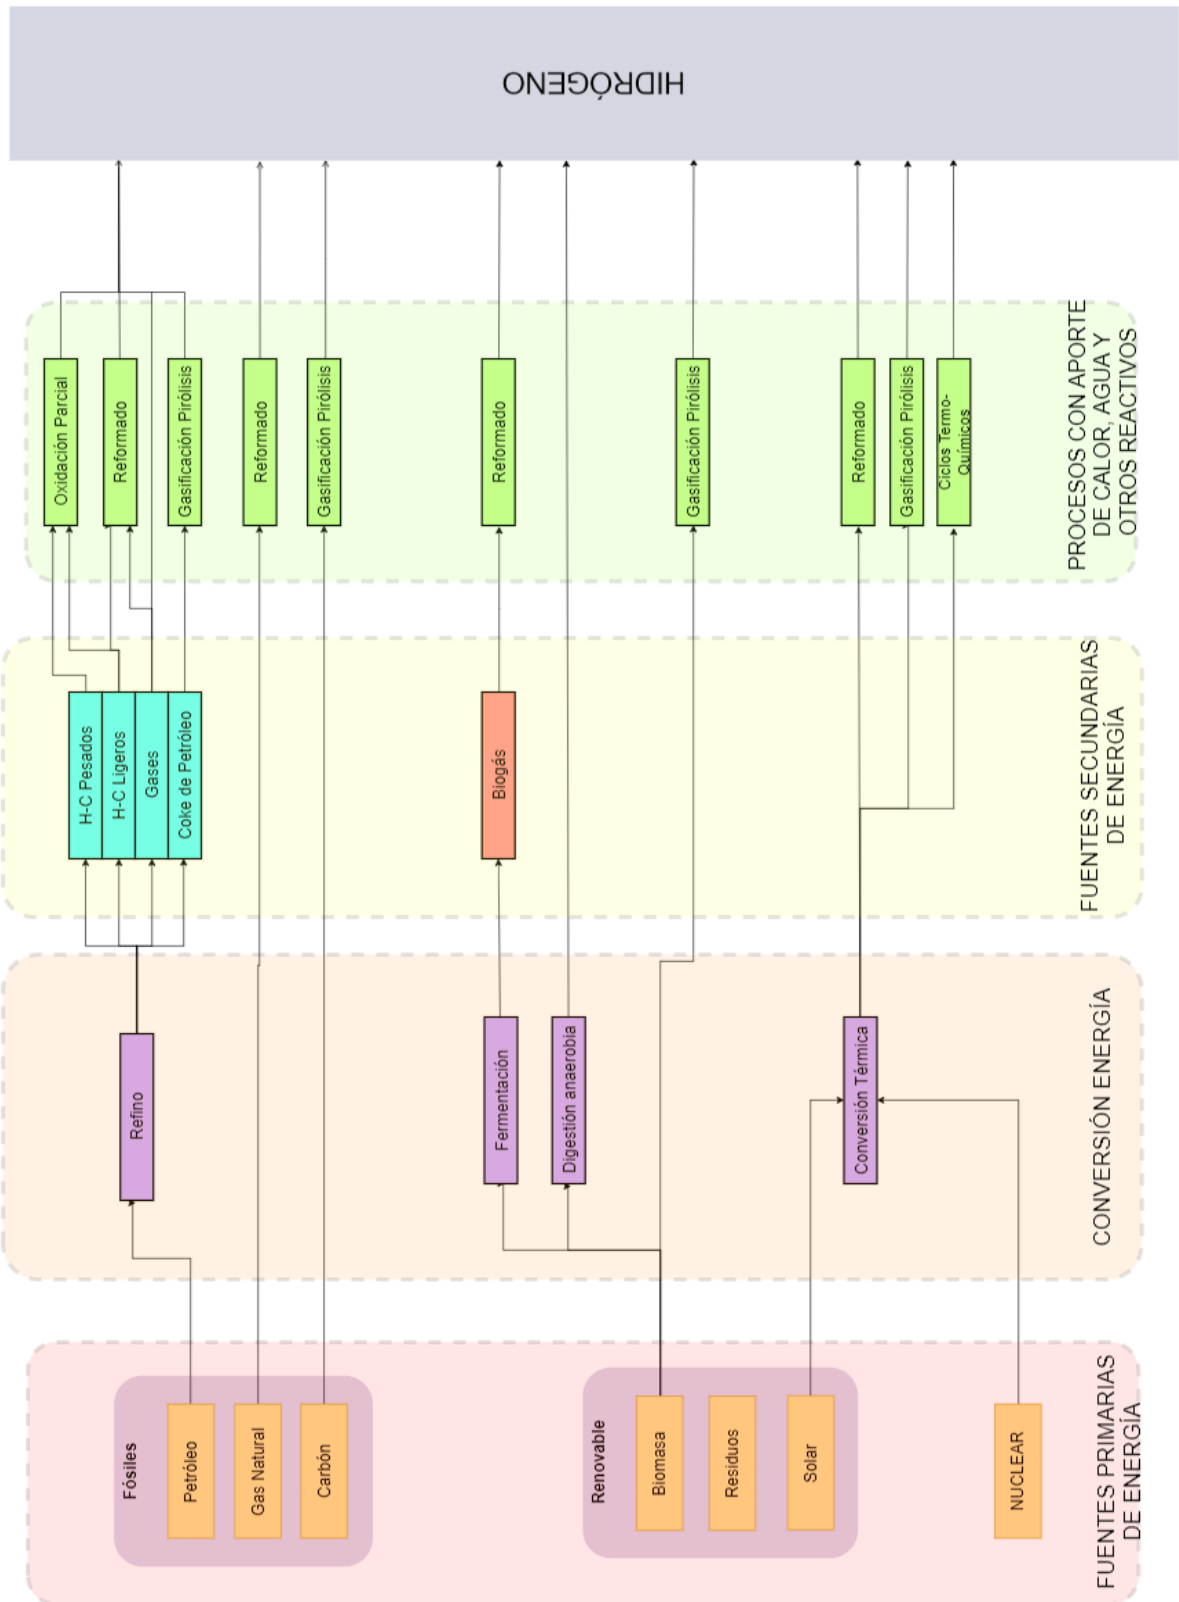 HIDRÓGENO
Oxidación Parcial
Reformado
Gasificación Pirólisis
Reformado
Gasificación Pirólisis
Reformado
Gasificación Pirólisis
Reformado
Gasificación Pirólisis
Ciclos Termo-
Químicos
PROCESOS CON APORTE
DE CALOR, AGUA Y
OTROS REACTIVOS
H-C Pesados
H-C Ligeros
Gases
Coke de Petróleo
Biogás
FUENTES SECUNDARIAS
DE ENERGÍA
Refino
Fermentación
Digestión anaerobia
Conversión Térmica
CONVERSIÓN ENERGÍA
Fósiles
Petróleo
Gas Natural
Carbón
Renovable
Biomasa
Residuos
Solar
NUCLEAR
FUENTES PRIMARIAS
DE ENERGÍA